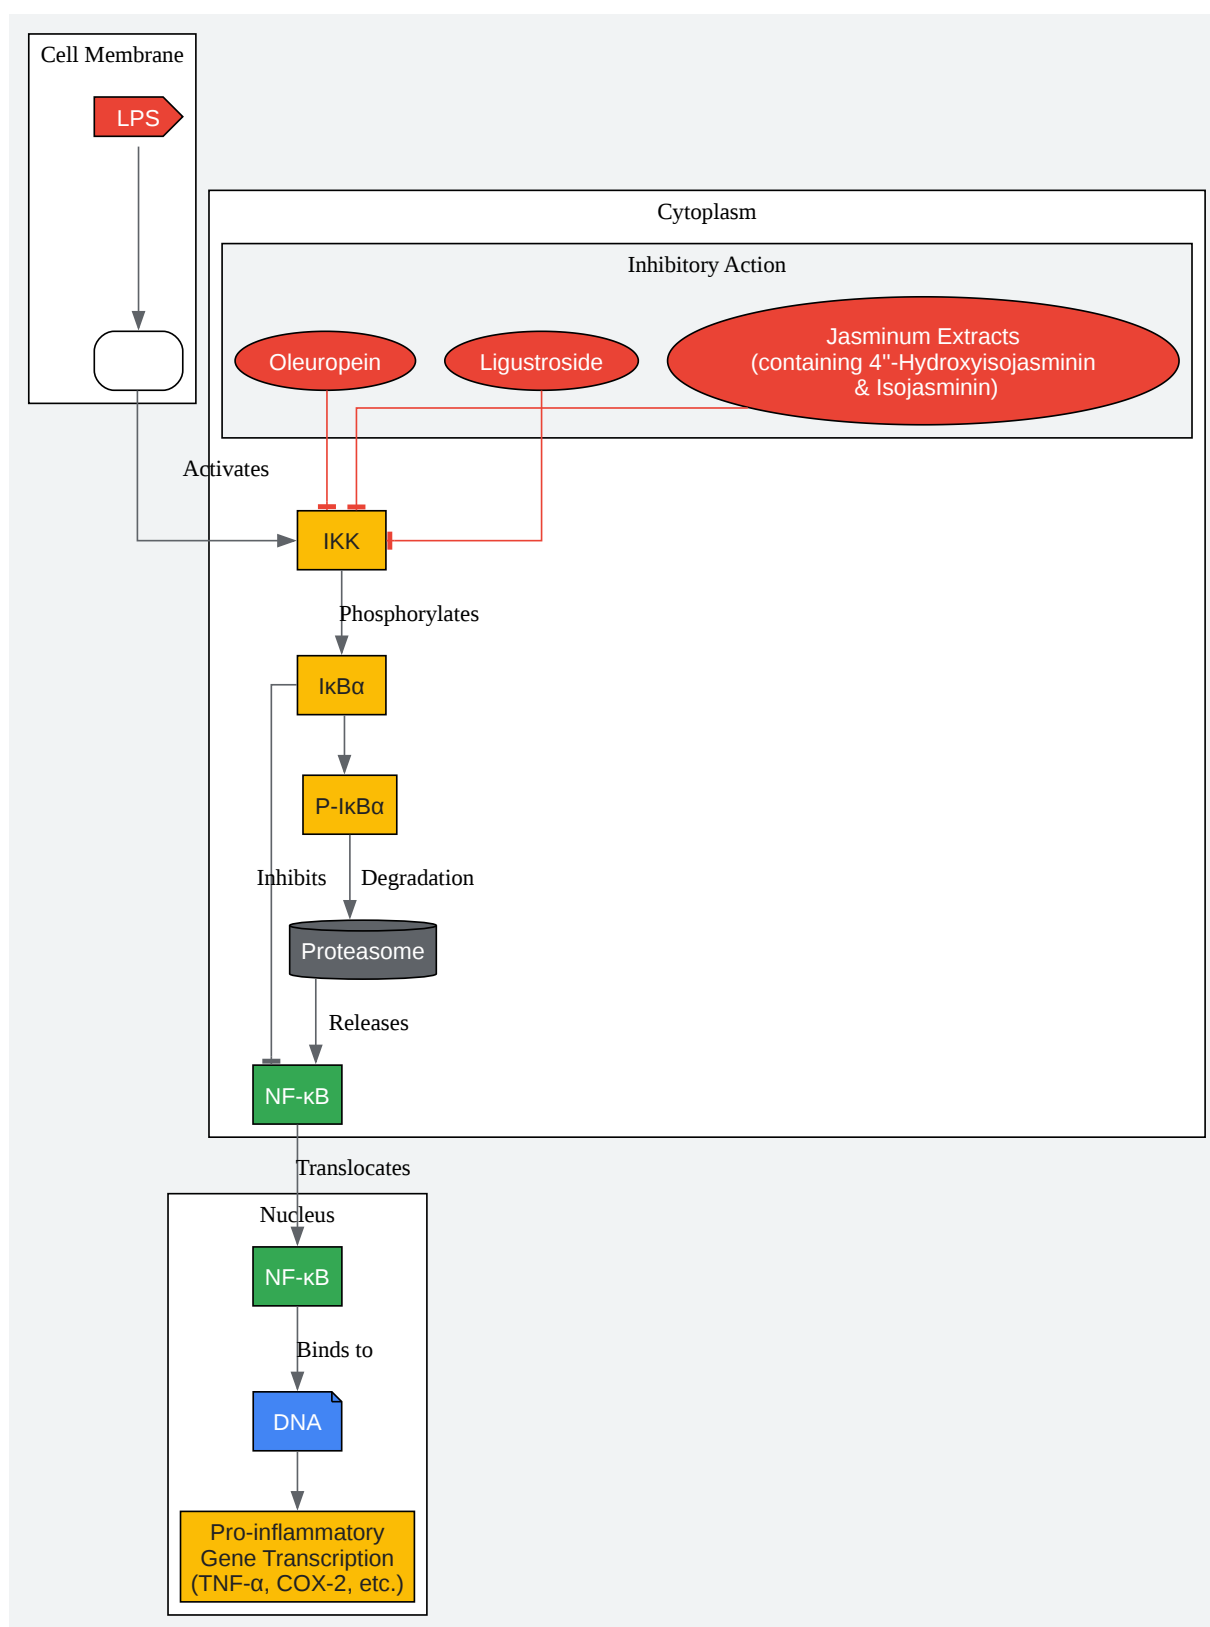 Cell Membrane
LPS
Cytoplasm
Inhibitory Action
Oleuropein
Ligustroside
Jasminum Extracts
(containing 4''-Hydroxyisojasminin
& Isojasminin)
Activates
IKK
Phosphorylates
IκBα
P-IκBα
Inhibits
Degradation
Proteasome
Releases
NF-κB
Translocates
Nucleus
NF-κB
Binds to
DNA
Pro-inflammatory
Gene Transcription
(TNF-α, COX-2, etc.)